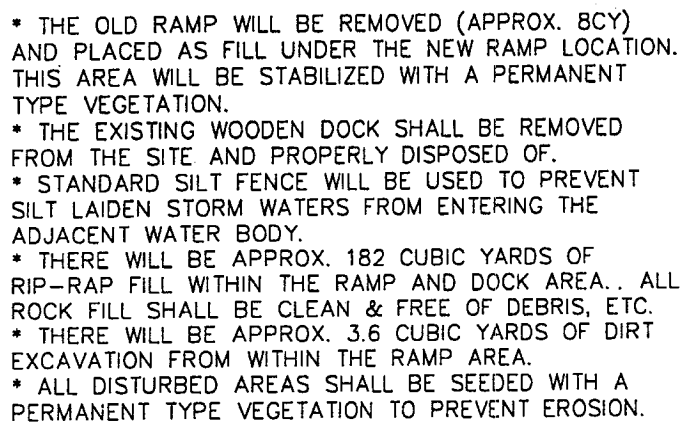 * THE OLD RAMP WILL BE REMOVED (APPROX. 8CY)
AND PLACED AS FILL UNDER THE NEW RAMP LOCATION.
THIS AREA WILL BE STABILIZED WITH A PERMANENT
TYPE VEGETATION.
* THE EXISTING WOODEN DOCK SHALL BE REMOVED
FROM THE SITE AND PROPERLY DISPOSED OF.
* STANDARD SILT FENCE WILL BE USED TO PREVENT
SILT LAIDEN STORM WATERS FROM ENTERING THE
ADJACENT WATER BODY.
* THERE WILL BE APPROX. 182 CUBIC YARDS OF
RIP-RAP FILL WITHIN THE RAMP AND DOCK AREA.. ALL
ROCK FILL SHALL BE CLEAN & FREE OF DEBRIS, ETC.
* THERE WILL BE APPROX. 3.6 CUBIC YARDS OF DIRT
EXCAVATION FROM WITHIN THE RAMP AREA.
* ALL DISTURBED AREAS SHALL BE SEEDED WITH A
PERMANENT TYPE VEGETATION TO PREVENT EROSION.